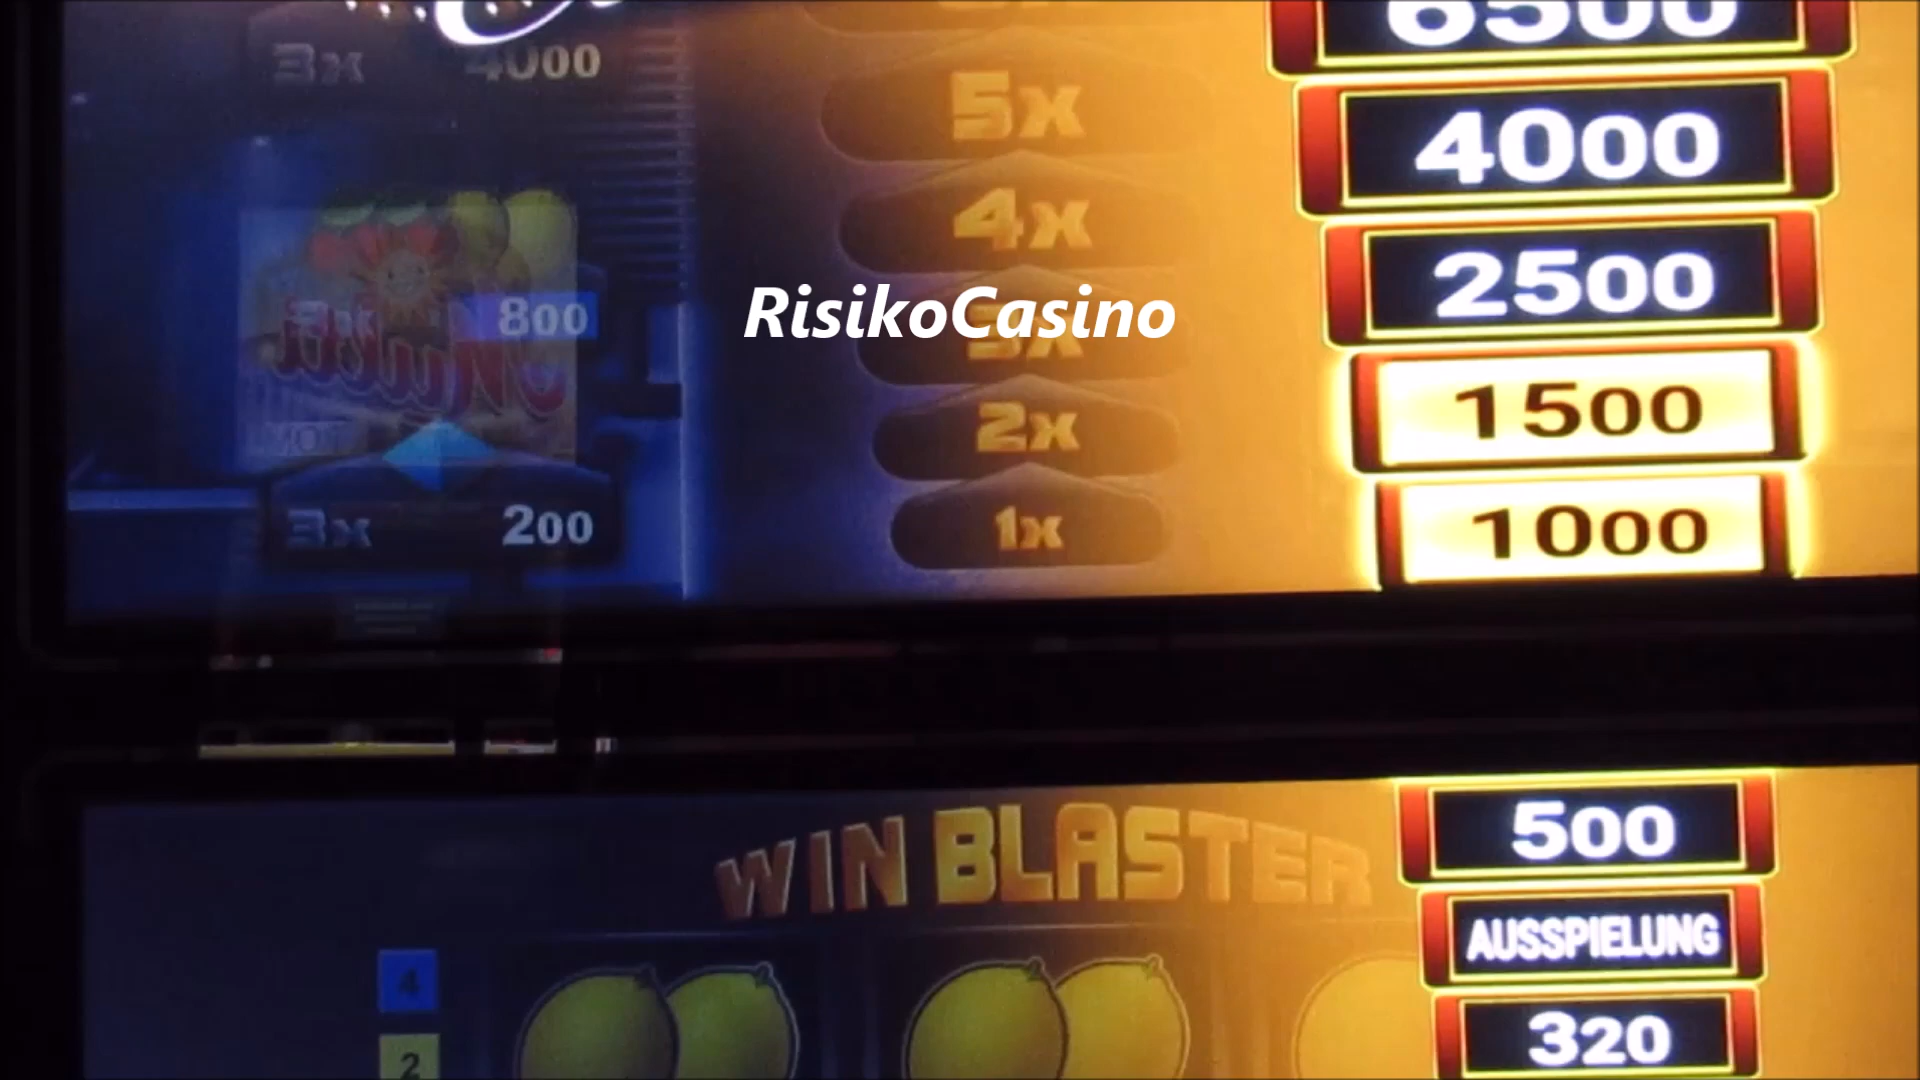 6500
3x 4000
5x
4000
4x
2500
800
RisikoCasino
3x
1500
2x
1000
3x 200
1x
500
WIN BLASTER
AUSSPIELUNG
4
320
2